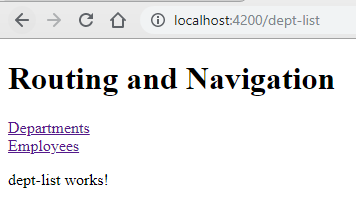 localhost:4200/dept-list
Routing and Navigation
Departments
Employees
dept-list works!